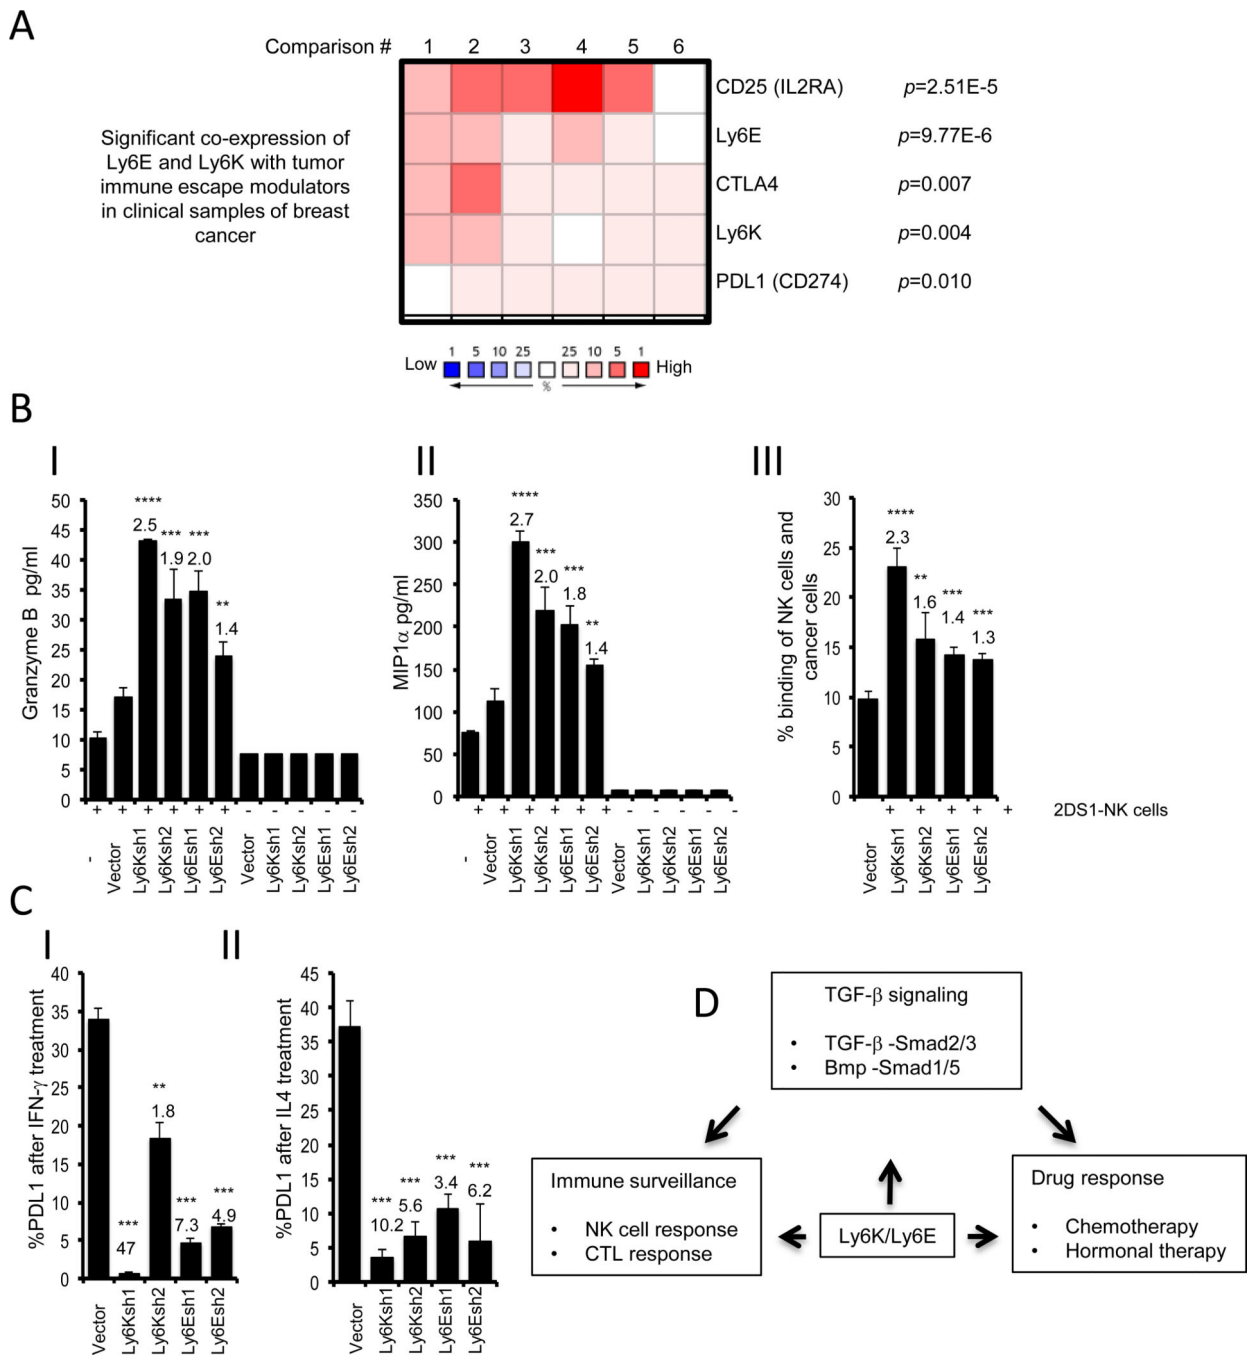 A
Comparison # 1 2 3 4 5 6
Significant co-expression of
Ly6E and Ly6K with tumor
immune escape modulators
in clinical samples of breast
cancer
CD25 (IL2RA) p=2.51E-5
Ly6E p=9.77E-6
CTLA4 p=0.007
Ly6K p=0.004
PDL1 (CD274) p=0.010
1 5 10 25 25 10 5 1
Low High
%
B
I
Granzyme B pg/ml
50
45
40
35
30
25
20
15
10
5
0
****
2.5
***
1.9
***
2.0
**
1.4
+ + + + + + - - - - -
-
Vector
Ly6Ksh1
Ly6Ksh2
Ly6Esh1
Ly6Esh2
Vector
Ly6Ksh1
Ly6Ksh2
Ly6Esh1
Ly6Esh2
II
MIP1α pg/ml
350
300
250
200
150
100
50
0
****
2.7
***
2.0
***
1.8
**
1.4
+ + + + + + - - - - -
-
Vector
Ly6Ksh1
Ly6Ksh2
Ly6Esh1
Ly6Esh2
Vector
Ly6Ksh1
Ly6Ksh2
Ly6Esh1
Ly6Esh2
III
% binding of NK cells and
cancer cells
30
25
20
15
10
5
0
****
2.3
**
1.6
***
1.4
***
1.3
+ + + + + 2DS1-NK cells
Vector
Ly6Ksh1
Ly6Ksh2
Ly6Esh1
Ly6Esh2
C
I
%PDL1 after IFN-γ treatment
40
35
30
25
20
15
10
5
0
***
47
**
1.8
***
7.3
***
4.9
Vector
Ly6Ksh1
Ly6Ksh2
Ly6Esh1
Ly6Esh2
II
%PDL1 after IL4 treatment
45
40
35
30
25
20
15
10
5
0
***
10.2
***
5.6
***
3.4
***
6.2
Vector
Ly6Ksh1
Ly6Ksh2
Ly6Esh1
Ly6Esh2
D
TGF-β signaling
• TGF-β -Smad2/3
• Bmp -Smad1/5
Immune surveillance
• NK cell response
• CTL response
Ly6K/Ly6E
Drug response
• Chemotherapy
• Hormonal therapy